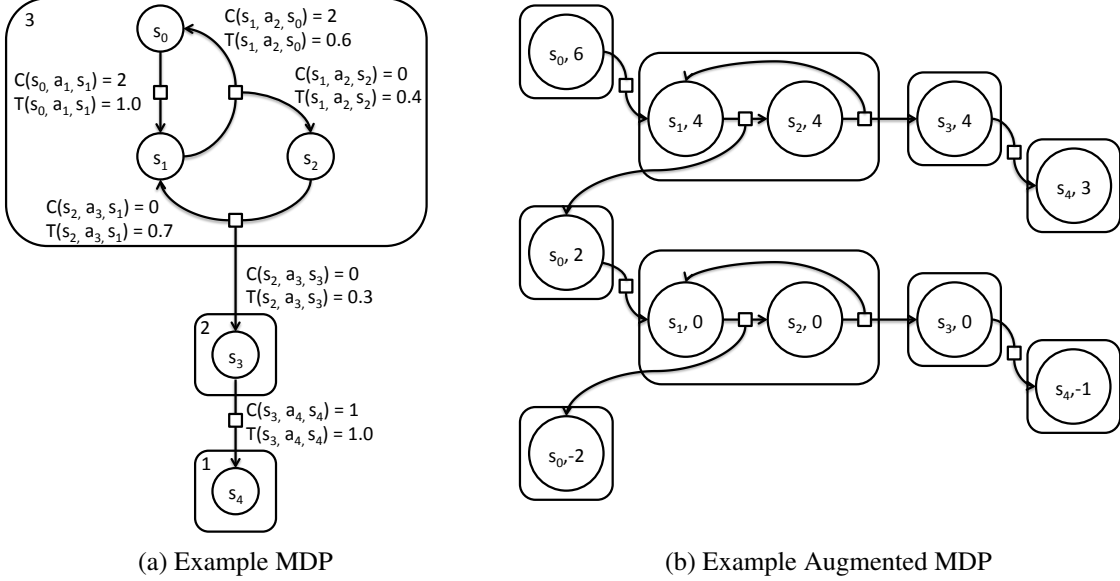 3
s₀
C(s₁, a₂, s₀) = 2
T(s₁, a₂, s₀) = 0.6
C(s₀, a₁, s₁) = 2
T(s₀, a₁, s₁) = 1.0
C(s₁, a₂, s₂) = 0
T(s₁, a₂, s₂) = 0.4
s₁
s₂
C(s₂, a₃, s₁) = 0
T(s₂, a₃, s₁) = 0.7
C(s₂, a₃, s₃) = 0
T(s₂, a₃, s₃) = 0.3
2
s₃
C(s₃, a₄, s₄) = 1
T(s₃, a₄, s₄) = 1.0
1
s₄
(a) Example MDP
s₀, 6
s₁, 4
s₂, 4
s₃, 4
s₄, 3
s₀, 2
s₁, 0
s₂, 0
s₃, 0
s₄,-1
s₀,-2
(b) Example Augmented MDP